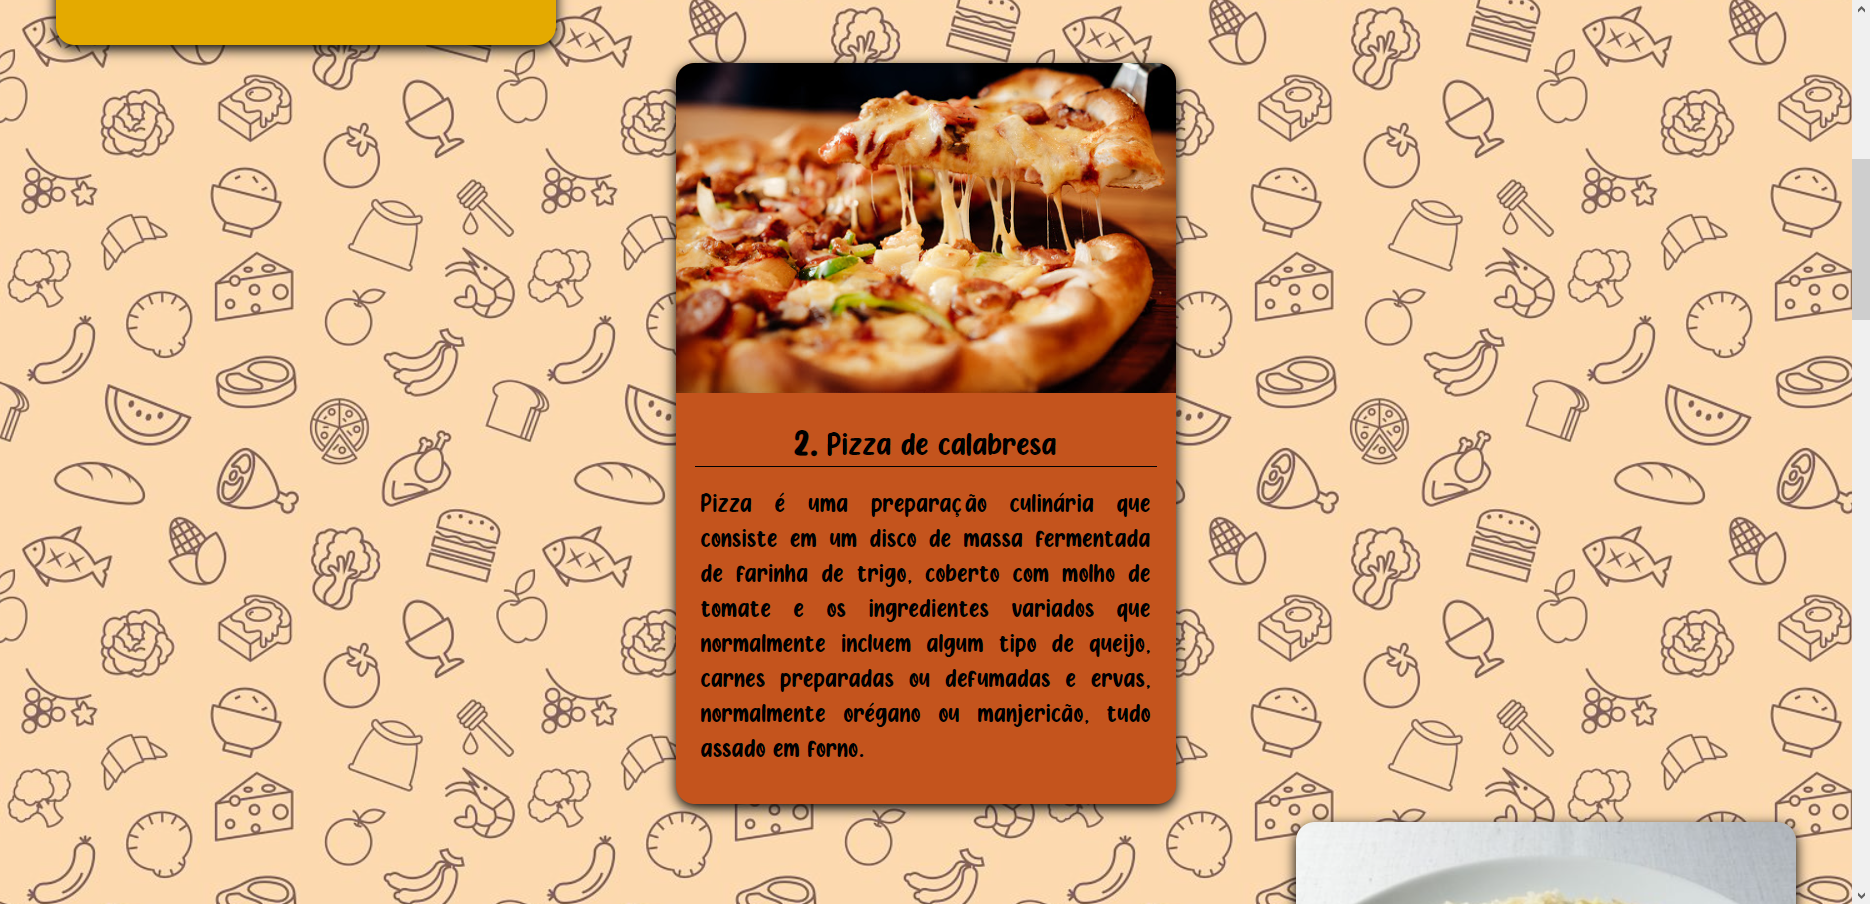 2. Pizza de calabresa
Pizza é uma preparação culinária que
consiste em um disco de massa fermentada
de farinha de trigo, coberto com molho de
tomate e os ingredientes variados que
normalmente incluem algum tipo de queijo,
carnes preparadas ou defumadas e ervas,
normalmente orégano ou manjericão, tudo
assado em forno.